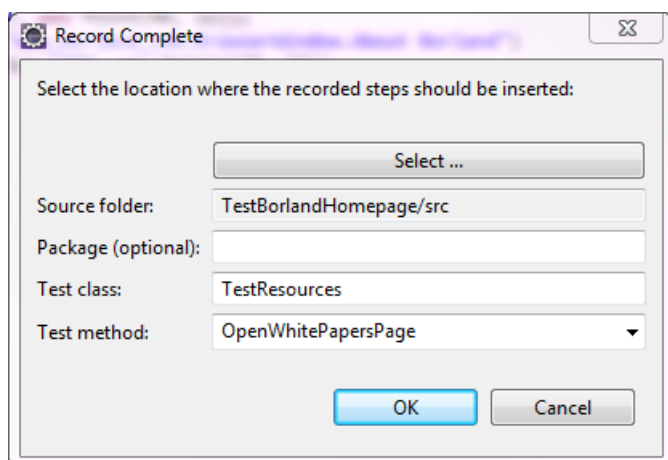 Record Complete
Select the location where the recorded steps should be inserted:
Select ...
Source folder: TestBorlandHomepage/src
Package (optional):
Test class: TestResources
Test method: OpenWhitePapersPage
OK Cancel